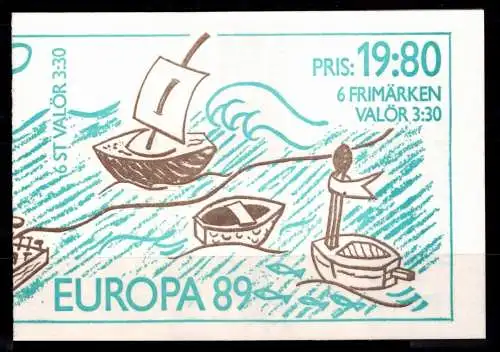 PRIS: 19:80
6 FRIMÄRKEN
VALÖR 3:30
6 ST VALÖR 3:30
EUROPA 89